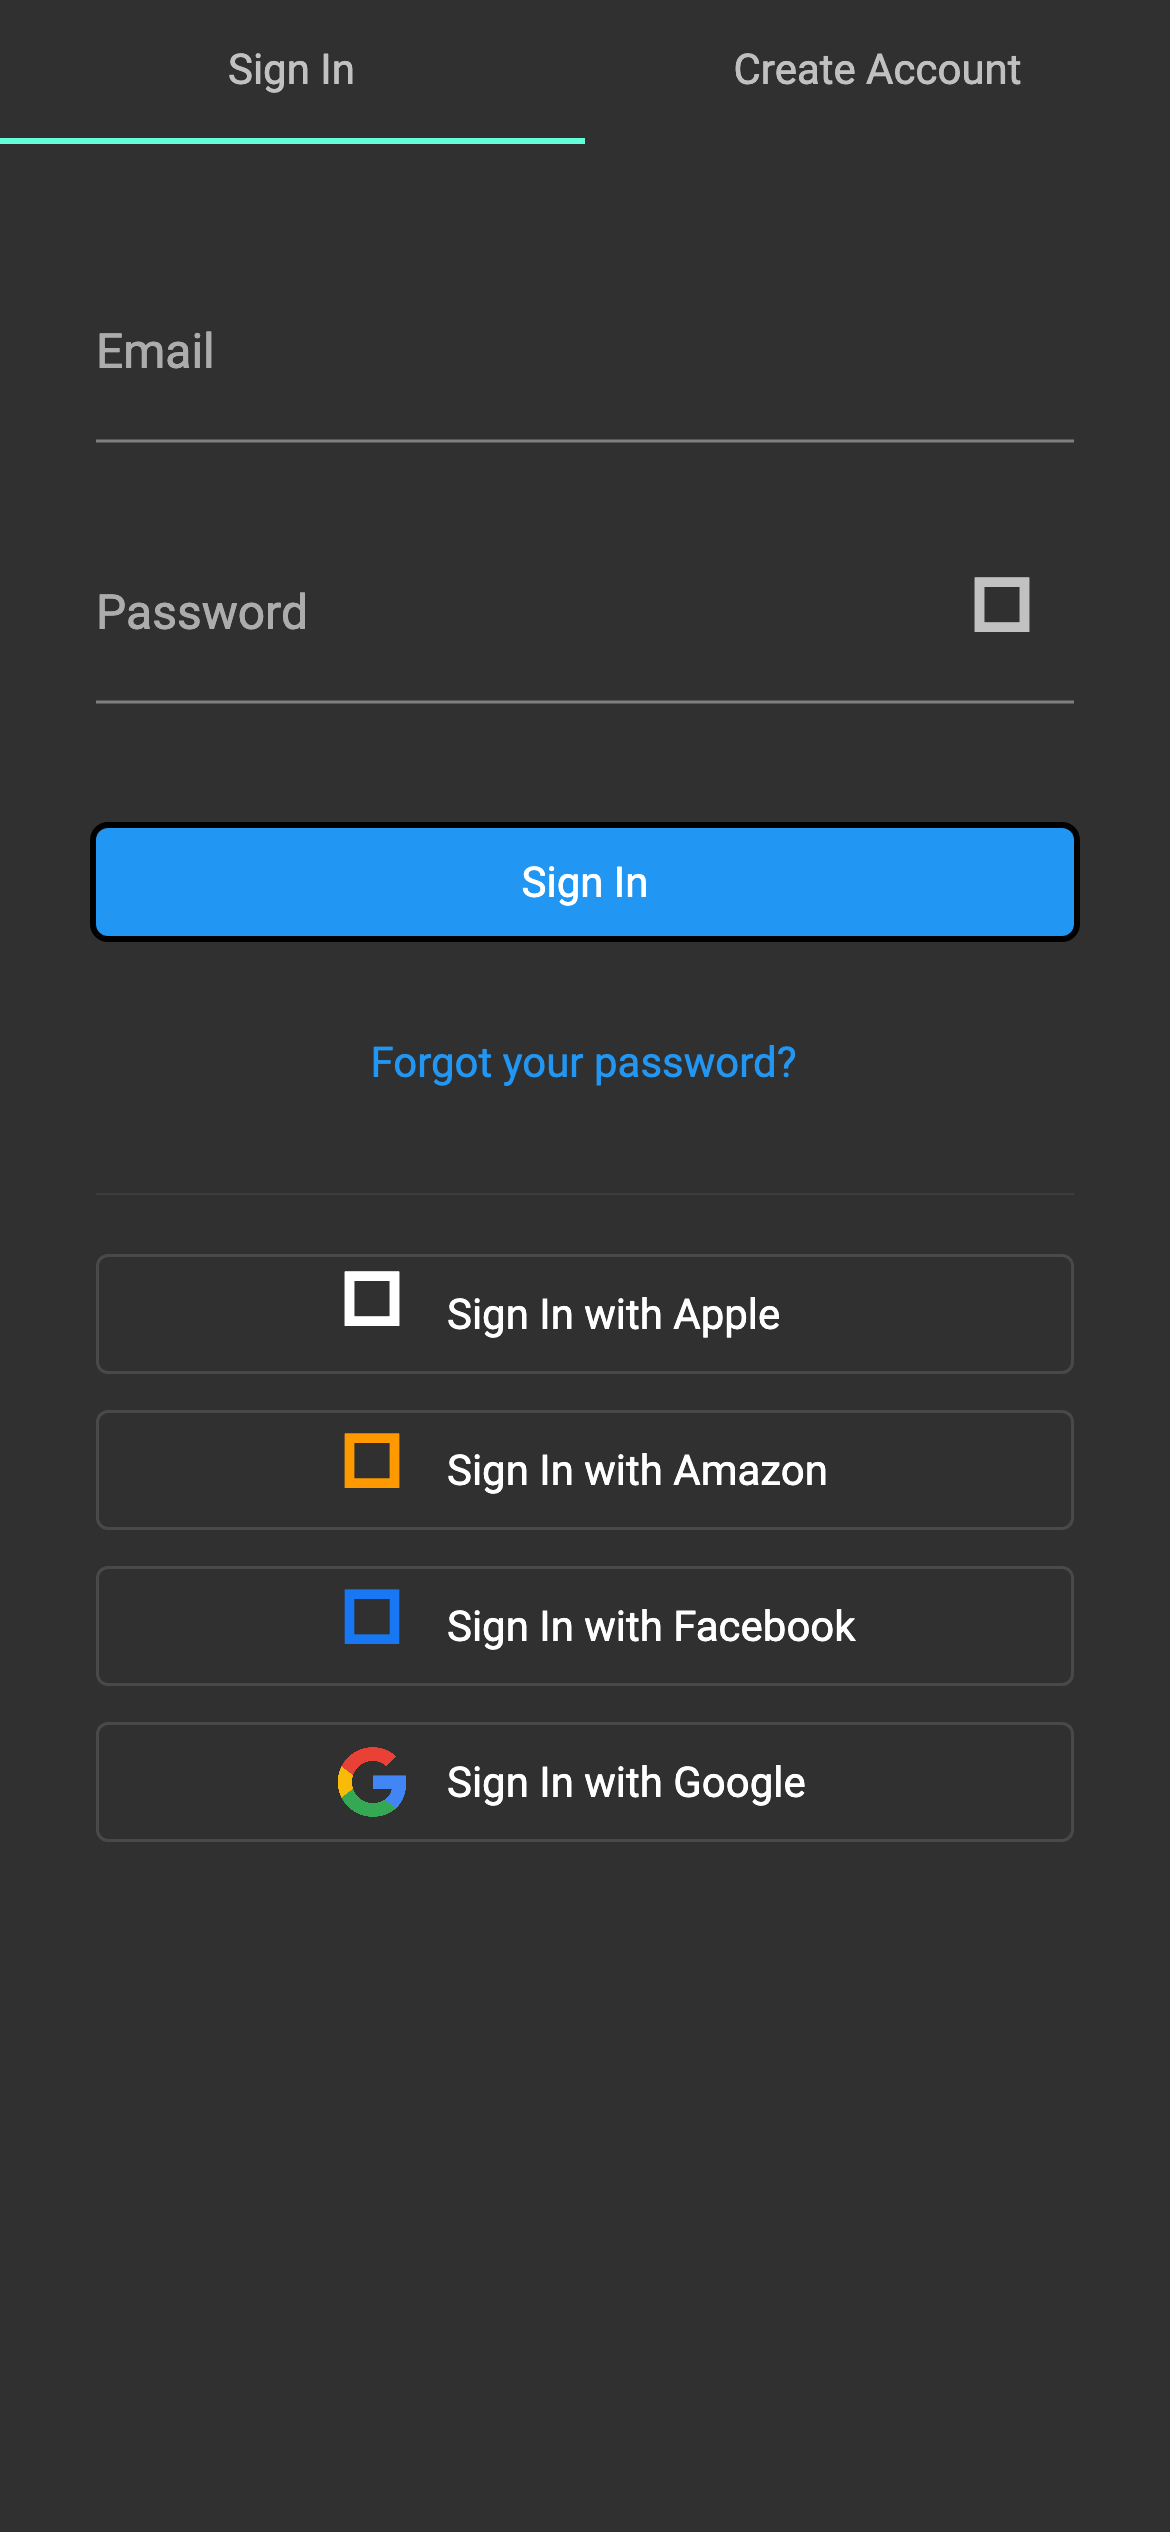 Sign In
Create Account
Email
Password
Sign In
Forgot your password?
Sign In with Apple
Sign In with Amazon
Sign In with Facebook
Sign In with Google